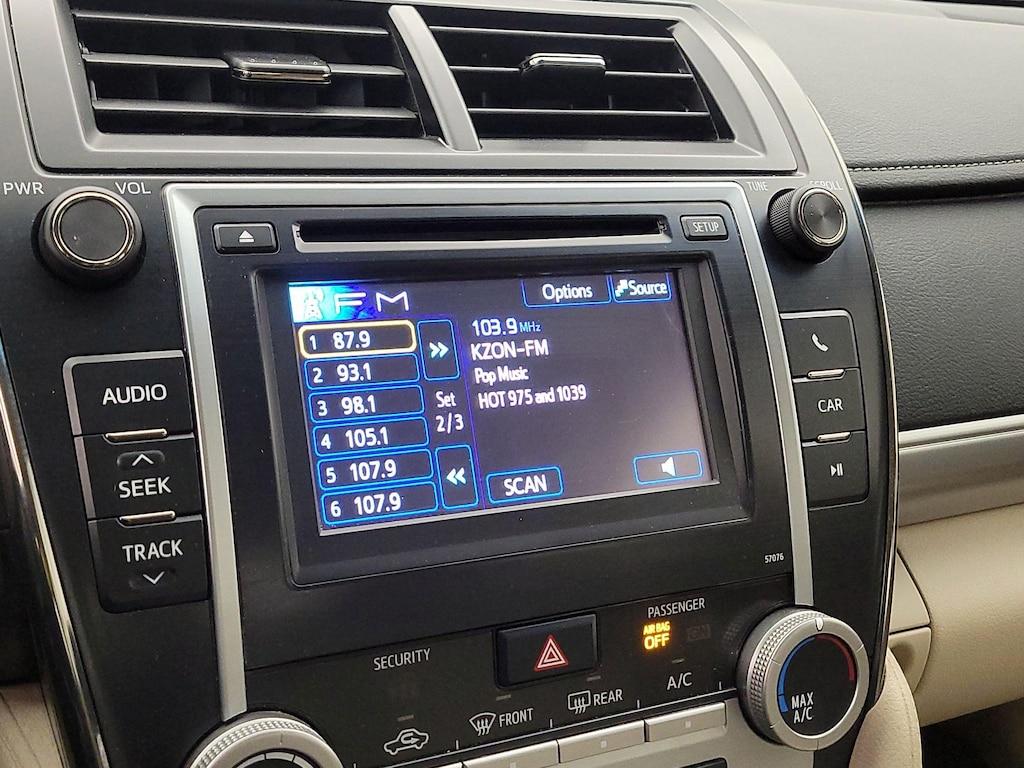 PWR VOL
TUNE SCROLL
SETUP
FM
Options Source
1 87.9
2 93.1
3 98.1
4 105.1
5 107.9
6 107.9
Set
2/3
103.9 MHz
KZON-FM
Pop Music
HOT 975 and 1039
SCAN
AUDIO
SEEK
TRACK
CAR
57076
SECURITY
PASSENGER
AIR BAG
OFF ON
FRONT
REAR
A/C
MAX
A/C